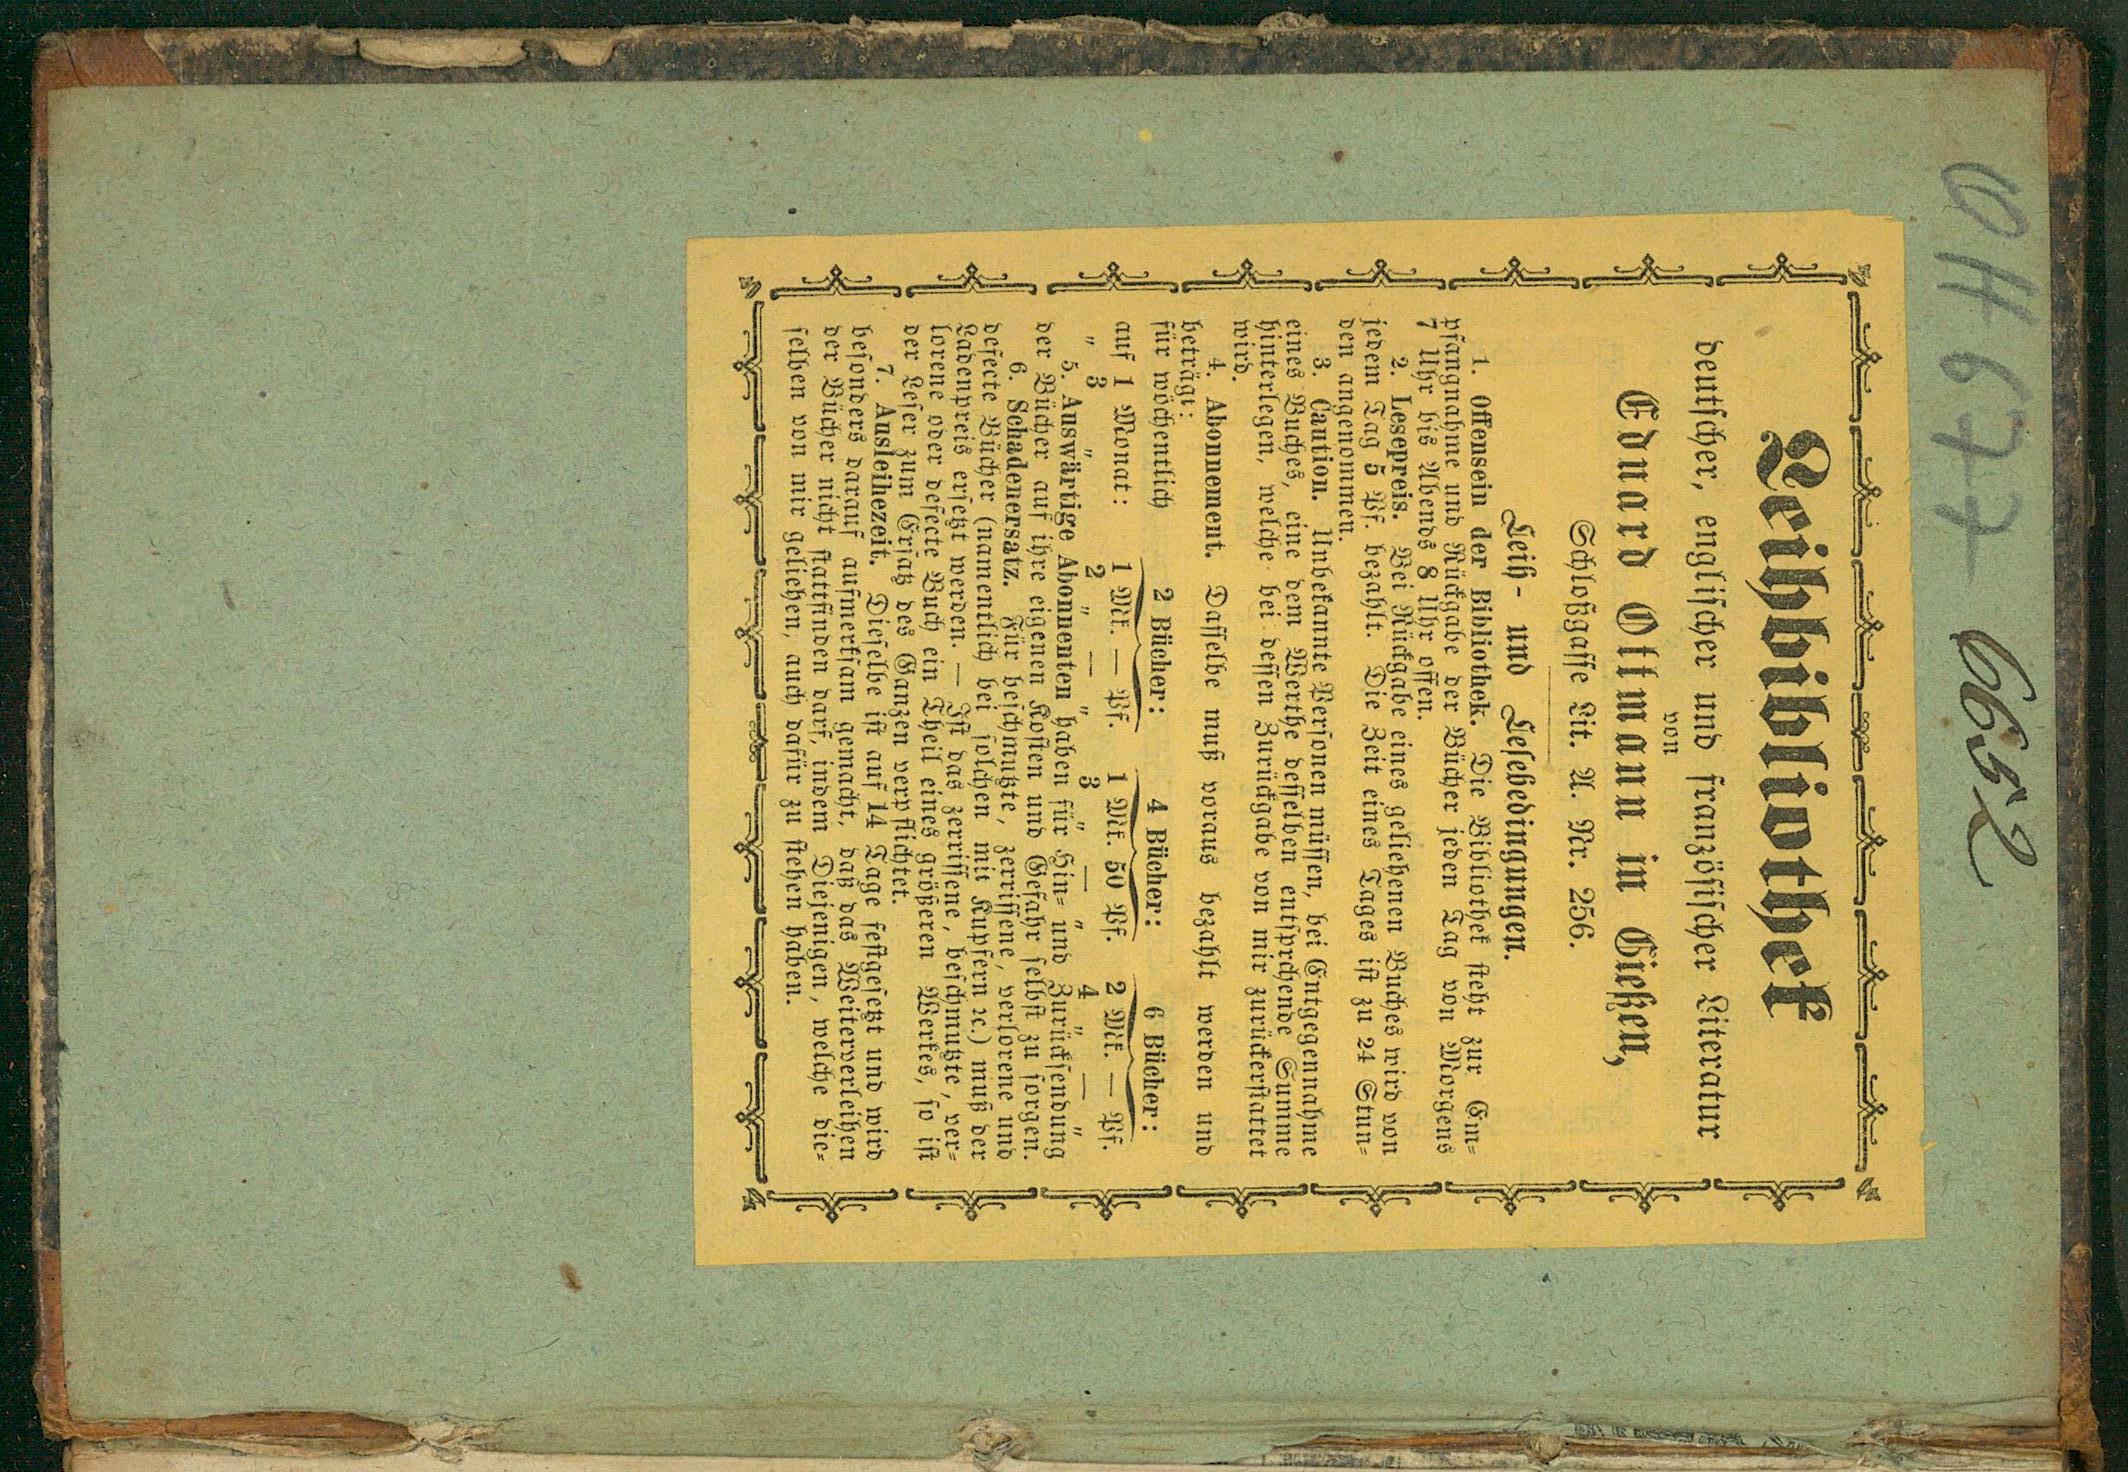 OH 677 6652
Leihbibliothek
deutscher, englischer und französischer Literatur
von
Eduard Ottmann in Gießen,
Schloßgasse Lit. A. Nr. 256.
Leih- und Lesebedingungen.
1. Offensein der Bibliothek. Die Bibliothek steht zur Em-
pfangnahme und Rückgabe der Bücher jeden Tag von Morgens
7 Uhr bis Abends 8 Uhr offen.
2. Lesepreis. Bei Rückgabe eines geliehenen Buches wird von
jedem Tag 5 Pf. bezahlt. Die Zeit eines Tages ist zu 24 Stun-
den angenommen.
3. Caution. Unbekannte Personen müssen, bei Entgegennahme
eines Buches, eine dem Werthe desselben entsprchende Summe
hinterlegen, welche bei dessen Zurückgabe von mir zurückerstattet
wird.
4. Abonnement. Dasselbe muß voraus bezahlt werden und
beträgt:
für wöchentlich 2 Bücher: 4 Bücher: 6 Bücher:
auf 1 Monat: 1 Mk. — Pf. 1 Mk. 50 Pf. 2 Mk. — Pf.
" 3 " 2 " — " 3 " — " 4 " — "
5. Auswärtige Abonnenten haben für Hin- und Zurücksendung
der Bücher auf ihre eigenen Kosten und Gefahr selbst zu sorgen.
6. Schadenersatz. Für beschmutzte, zerrissene, verlorene und
defecte Bücher (namentlich bei solchen mit Kupfern ꝛc.) muß der
Ladenpreis ersetzt werden. — Ist das zerrissene, beschmutzte, ver-
lorene oder defecte Buch ein Theil eines größeren Werkes, so ist
der Leser zum Ersatz des Ganzen verpflichtet.
7. Ausleihezeit. Dieselbe ist auf 14 Tage festgesetzt und wird
besonders darauf aufmerksam gemacht, daß das Weiterverleihen
der Bücher nicht stattfinden darf, indem Diejenigen, welche die-
selben von mir geliehen, auch dafür zu stehen haben.